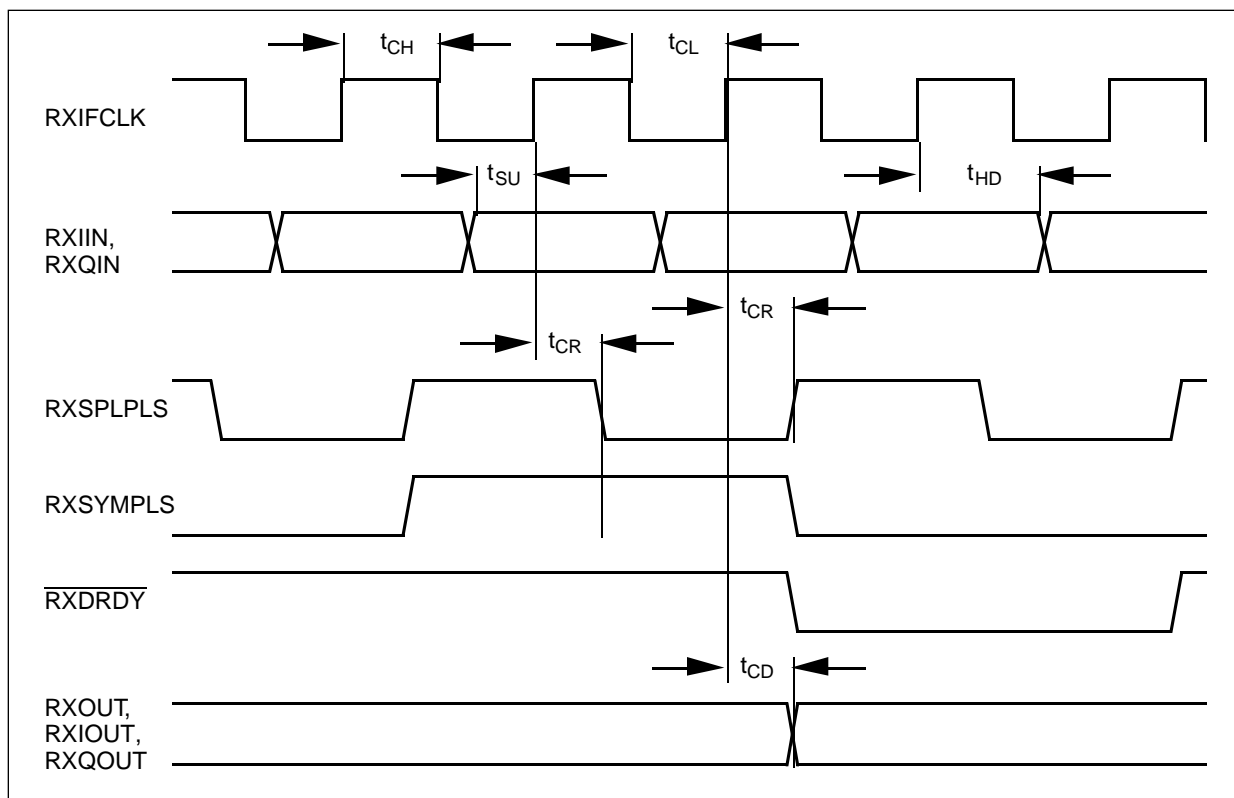 tCH
tCL
RXIFCLK
tSU
tHD
RXIIN,
RXQIN
tCR
tCR
RXSPLPLS
RXSYMPLS
RXDRDY
tCD
RXOUT,
RXIOUT,
RXQOUT